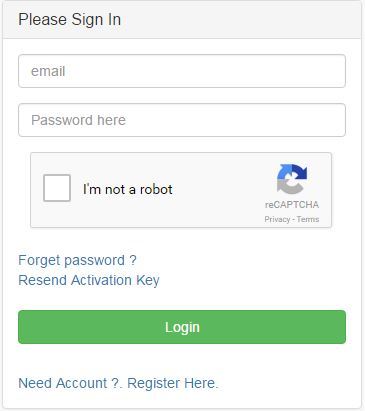 Please Sign In
email
Password here
I'm not a robot
reCAPTCHA
Privacy - Terms
Forget password ?
Resend Activation Key
Login
Need Account ?. Register Here.